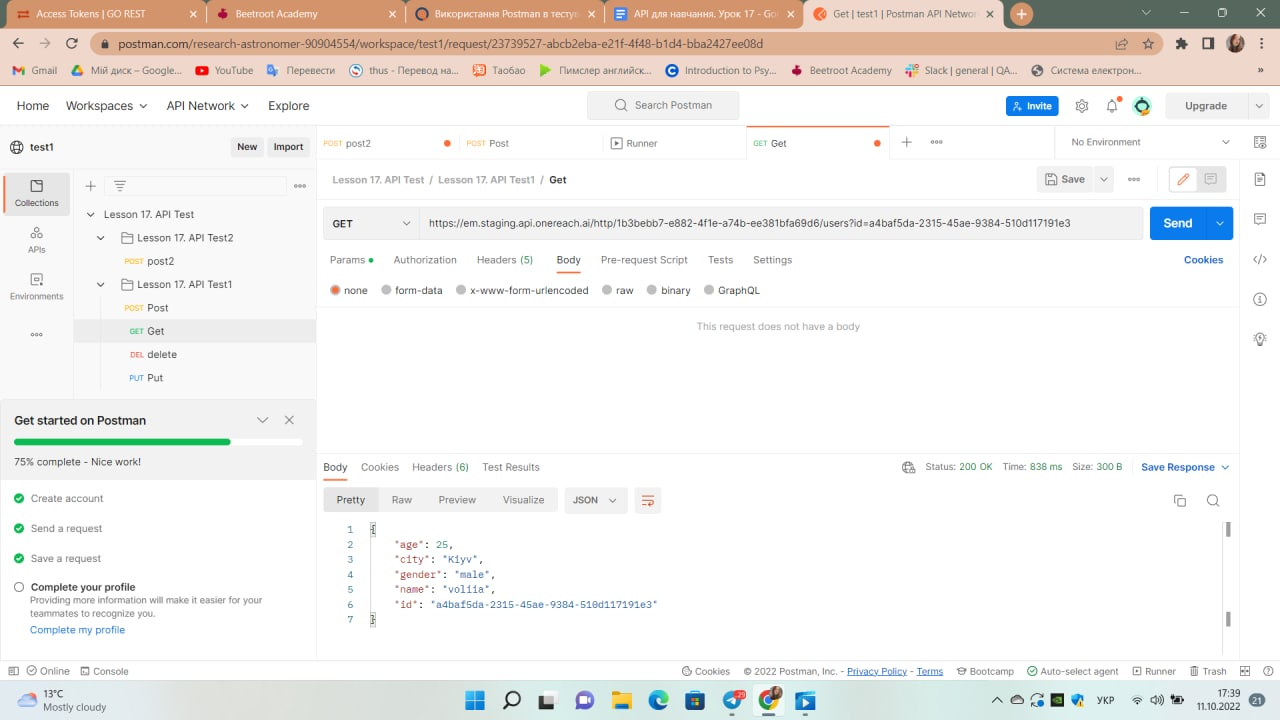 Access Tokens | GO REST
Beetroot Academy
Використання Postman в тестув
API для навчання. Урок 17 - Goo
Get | test1 | Postman API Network
postman.com/research-astronomer-90904554/workspace/test1/request/23739527-abcb2eba-e21f-4f48-b1d4-bba2427ee08d
Gmail
Мій диск – Google...
YouTube
Перевести
thus - Перевод на...
Таобао
Пимслер английск...
Introduction to Psy...
Beetroot Academy
Slack | general | QA...
Система електрон...
»
Home
Workspaces
API Network
Explore
Search Postman
Invite
Upgrade
test1
New
Import
POST post2
POST Post
Runner
GET Get
No Environment
Collections
APIs
Environments
Lesson 17. API Test
Lesson 17. API Test2
POST post2
Lesson 17. API Test1
POST Post
GET Get
DEL delete
PUT Put
Lesson 17. API Test / Lesson 17. API Test1 / Get
Save
GET
https://em.staging.api.onereach.ai/http/1b3bebb7-e882-4f1e-a74b-ee381bfa69d6/users?id=a4baf5da-2315-45ae-9384-510d117191e3
Send
Params
Authorization
Headers (5)
Body
Pre-request Script
Tests
Settings
Cookies
none
form-data
x-www-form-urlencoded
raw
binary
GraphQL
This request does not have a body
Get started on Postman
75% complete - Nice work!
Create account
Send a request
Save a request
Complete your profile
Providing more information will make it easier for your
teammates to recognize you.
Complete my profile
Body
Cookies
Headers (6)
Test Results
Status: 200 OK
Time: 838 ms
Size: 300 B
Save Response
Pretty
Raw
Preview
Visualize
JSON
1 {
2 "age": 25,
3 "city": "Kiyv",
4 "gender": "male",
5 "name": "voliia",
6 "id": "a4baf5da-2315-45ae-9384-510d117191e3"
7 }
Online
Console
Cookies
© 2022 Postman, Inc. - Privacy Policy - Terms
Bootcamp
Auto-select agent
Runner
Trash
13°C
Mostly cloudy
УКР
17:39
11.10.2022
21